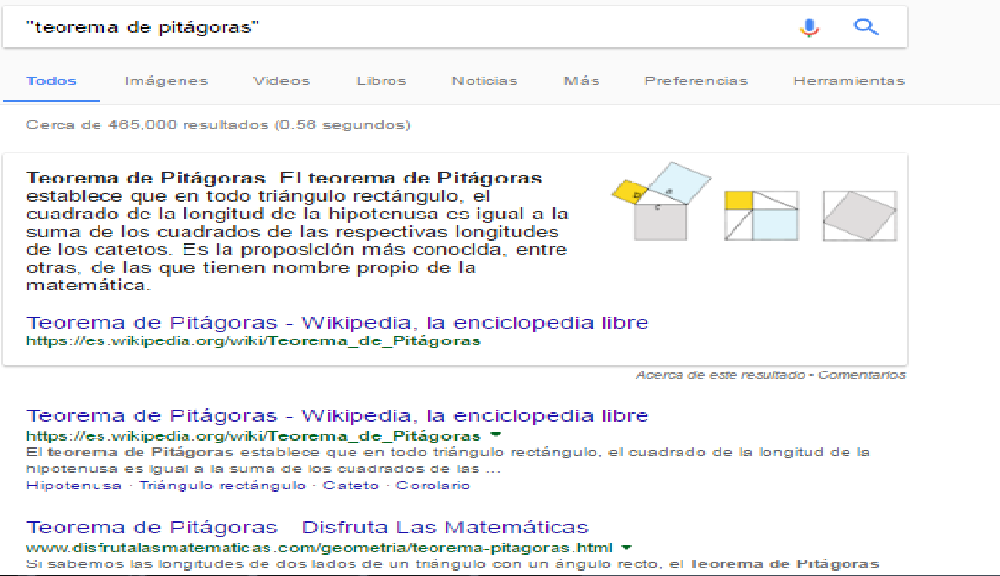 "teorema de pitágoras"
Todos Imágenes Videos Libros Noticias Más Preferencias Herramientas
Cerca de 465,000 resultados (0.56 segundos)
Teorema de Pitágoras. El teorema de Pitágoras
establece que en todo triángulo rectángulo, el
cuadrado de la longitud de la hipotenusa es igual a la
suma de los cuadrados de las respectivas longitudes
de los catetos. Es la proposición más conocida, entre
otras, de las que tienen nombre propio de la
matemática.
Teorema de Pitágoras - Wikipedia, la enciclopedia libre
https://es.wikipedia.org/wiki/Teorema_de_Pitágoras
Acerca de este resultado • Comentarios
Teorema de Pitágoras - Wikipedia, la enciclopedia libre
https://es.wikipedia.org/wiki/Teorema_de_Pitágoras
El teorema de Pitágoras establece que en todo triángulo rectángulo, el cuadrado de la longitud de la
hipotenusa es igual a la suma de los cuadrados de las ...
Hipotenusa · Triángulo rectángulo · Cateto · Corolario
Teorema de Pitágoras - Disfruta Las Matemáticas
www.disfrutalasmatematicas.com/geometria/teorema-pitagoras.html
Si sabemos las longitudes de dos lados de un triángulo con un ángulo recto, el Teorema de Pitágoras